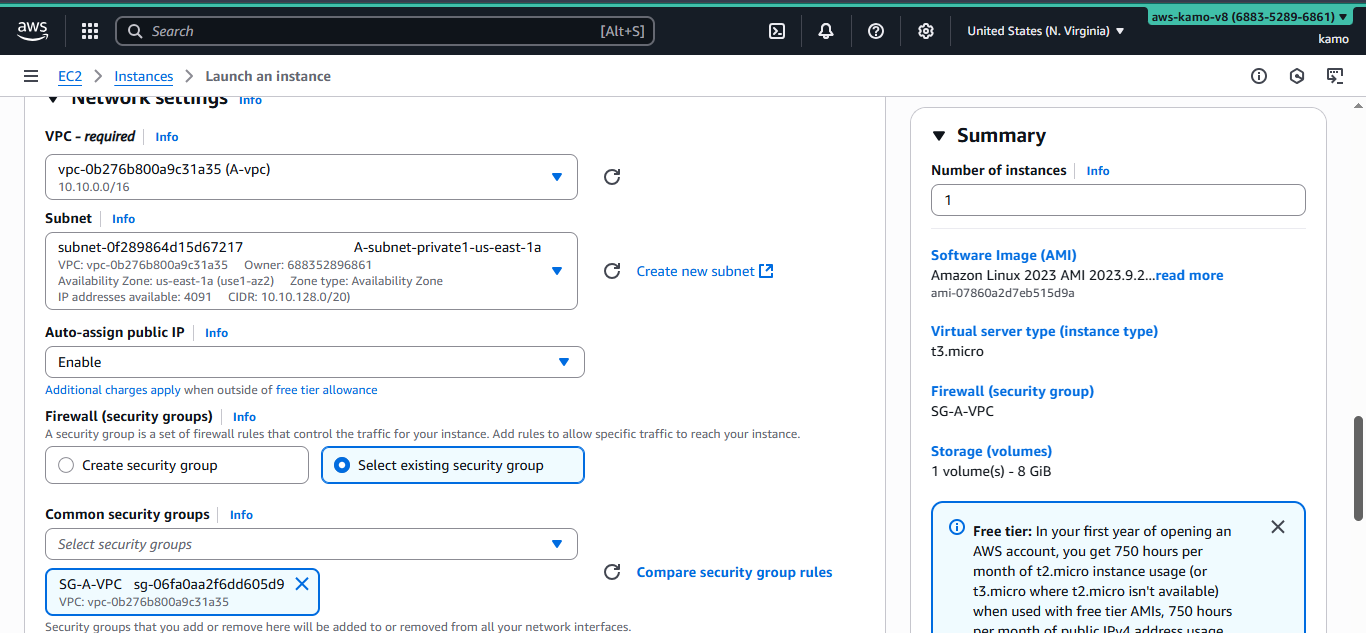 aws
Search [Alt+S]
United States (N. Virginia)
aws-kamo-v8 (6883-5289-6861)
kamo
EC2 > Instances > Launch an instance
Network settings Info
VPC - required Info
vpc-0b276b800a9c31a35 (A-vpc)
10.10.0.0/16
Subnet Info
subnet-0f289864d15d67217 A-subnet-private1-us-east-1a
VPC: vpc-0b276b800a9c31a35 Owner: 688352896861
Availability Zone: us-east-1a (use1-az2) Zone type: Availability Zone
IP addresses available: 4091 CIDR: 10.10.128.0/20)
Create new subnet
Auto-assign public IP Info
Enable
Additional charges apply when outside of free tier allowance
Firewall (security groups) Info
A security group is a set of firewall rules that control the traffic for your instance. Add rules to allow specific traffic to reach your instance.
Create security group
Select existing security group
Common security groups Info
Select security groups
SG-A-VPC sg-06fa0aa2f6dd605d9
VPC: vpc-0b276b800a9c31a35
Compare security group rules
Security groups that you add or remove here will be added to or removed from all your network interfaces.
Summary
Number of instances Info
1
Software Image (AMI)
Amazon Linux 2023 AMI 2023.9.2...read more
ami-07860a2d7eb515d9a
Virtual server type (instance type)
t3.micro
Firewall (security group)
SG-A-VPC
Storage (volumes)
1 volume(s) - 8 GiB
Free tier: In your first year of opening an
AWS account, you get 750 hours per
month of t2.micro instance usage (or
t3.micro where t2.micro isn't available)
when used with free tier AMIs, 750 hours
per month of public IPv4 address usage,